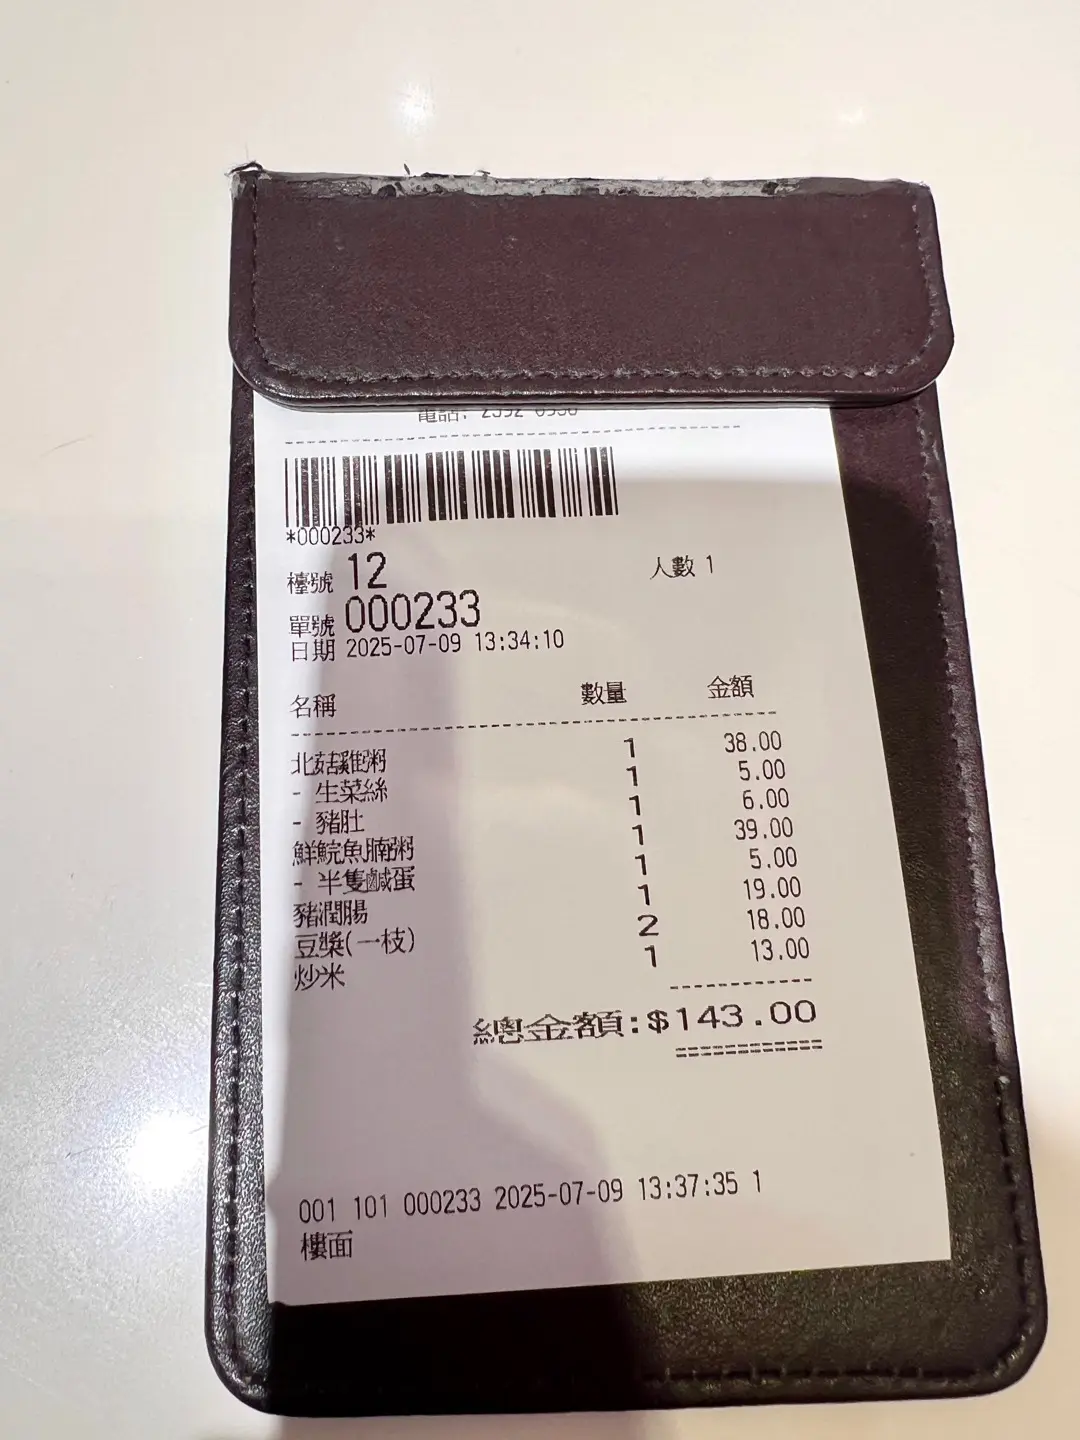 電話: 2392 0930
*000233*
檯號 12 人數 1
單號 000233
日期 2025-07-09 13:34:10
名稱 數量 金額
北菇雞粥 1 38.00
- 生菜絲 1 5.00
- 豬肚 1 6.00
鮮鯇魚腩粥 1 39.00
- 半隻鹹蛋 1 5.00
豬潤腸 1 19.00
豆漿(一枝) 2 18.00
炒米 1 13.00
總金額:$143.00
001 101 000233 2025-07-09 13:37:35 1
樓面